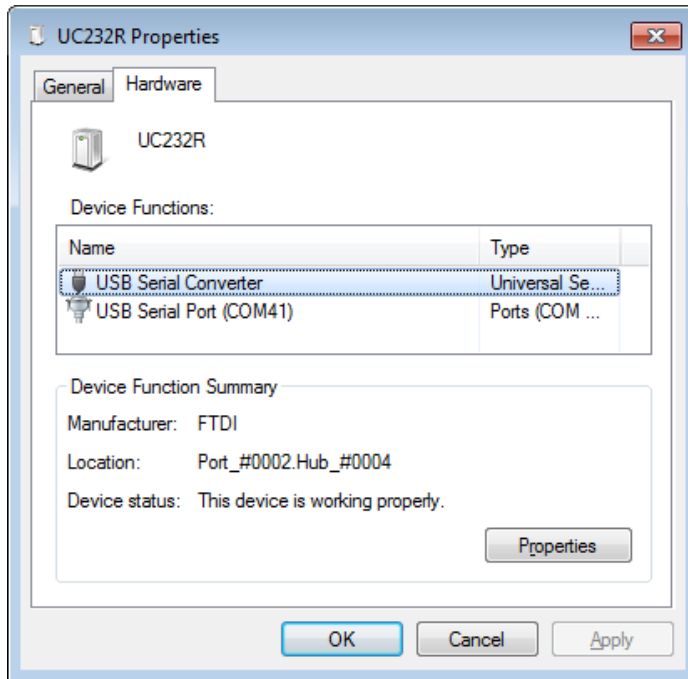 UC232R Properties
General Hardware
UC232R
Device Functions:
Name Type
USB Serial Converter Universal Se...
USB Serial Port (COM41) Ports (COM ...
Device Function Summary
Manufacturer: FTDI
Location: Port_#0002.Hub_#0004
Device status: This device is working properly.
Properties
OK Cancel Apply